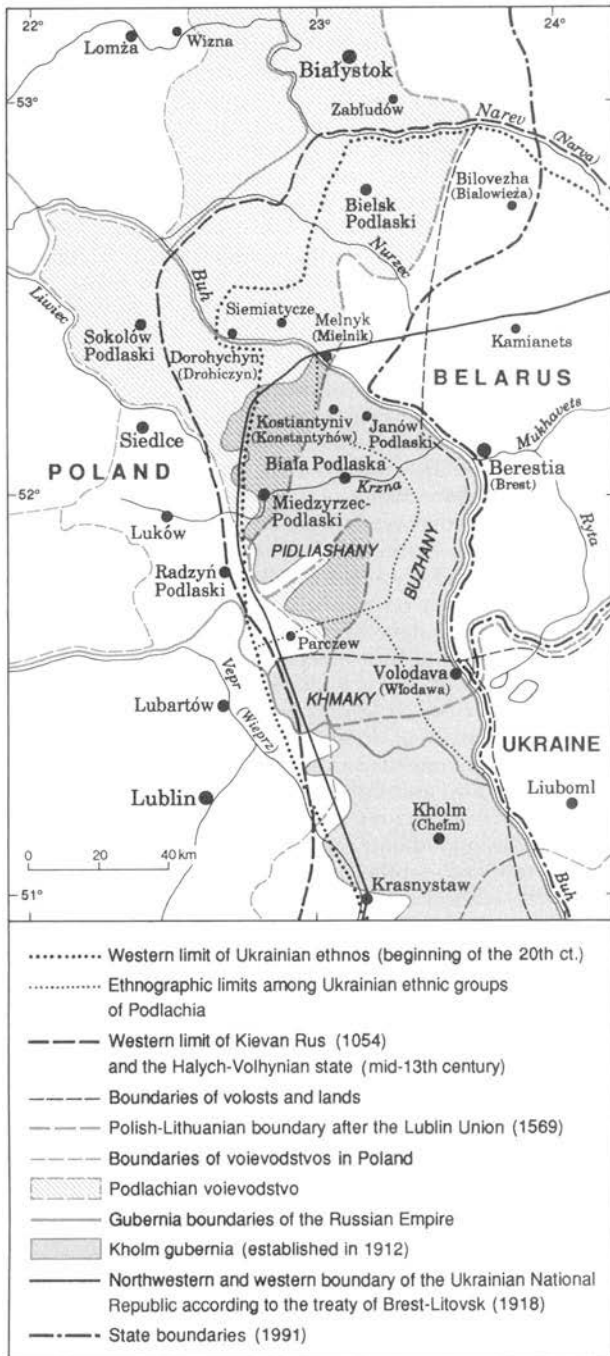 22°
23°
24°
Lomża
Wizna
Białystok
53°
Zabłudów
Narev
(Narva)
Bielsk
Podlaski
Bilovezha
(Bialowieża)
Nurzec
Buh
Liwiec
Siemiatycze
Melnyk
(Mielnik)
Sokolów
Podlaski
Dorohychyn
(Drohiczyn)
Kamianets
BELARUS
Kostiantyniv
(Konstantyhów)
Janów
Podlaski
Mukhavets
Siedlce
POLAND
Biała Podlaska
Krzna
Berestia
(Brest)
52°
Miedzyrzec-
Podlaski
Luków
PIDLIASHANY
BUZHANY
Ryta
Radzyń
Podlaski
Parczew
Volodava
(Włodawa)
Vepr
(Wieprz)
KHMAKY
Lubartów
UKRAINE
Liuboml
Lublin
Kholm
(Chełm)
0 20 40 km
Buh
51°
Krasnystaw
Western limit of Ukrainian ethnos (beginning of the 20th ct.)
Ethnographic limits among Ukrainian ethnic groups
of Podlachia
Western limit of Kievan Rus (1054)
and the Halych-Volhynian state (mid-13th century)
Boundaries of volosts and lands
Polish-Lithuanian boundary after the Lublin Union (1569)
Boundaries of voievodstvos in Poland
Podlachian voievodstvo
Gubernia boundaries of the Russian Empire
Kholm gubernia (established in 1912)
Northwestern and western boundary of the Ukrainian National
Republic according to the treaty of Brest-Litovsk (1918)
State boundaries (1991)